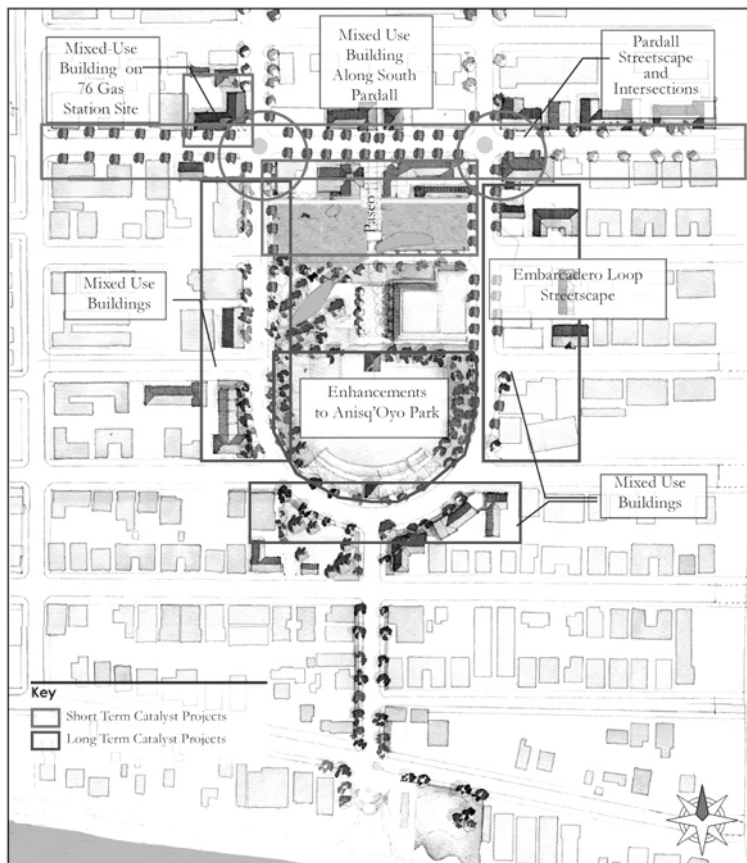 Mixed-Use
Building on
76 Gas
Station Site
Mixed Use
Building
Along South
Pardall
Pardall
Streetscape
and
Intersections
Paseo
Mixed Use
Buildings
Embarcadero Loop
Streetscape
Enhancements
to Anisq'Oyo Park
Mixed Use
Buildings
Key
Short Term Catalyst Projects
Long Term Catalyst Projects